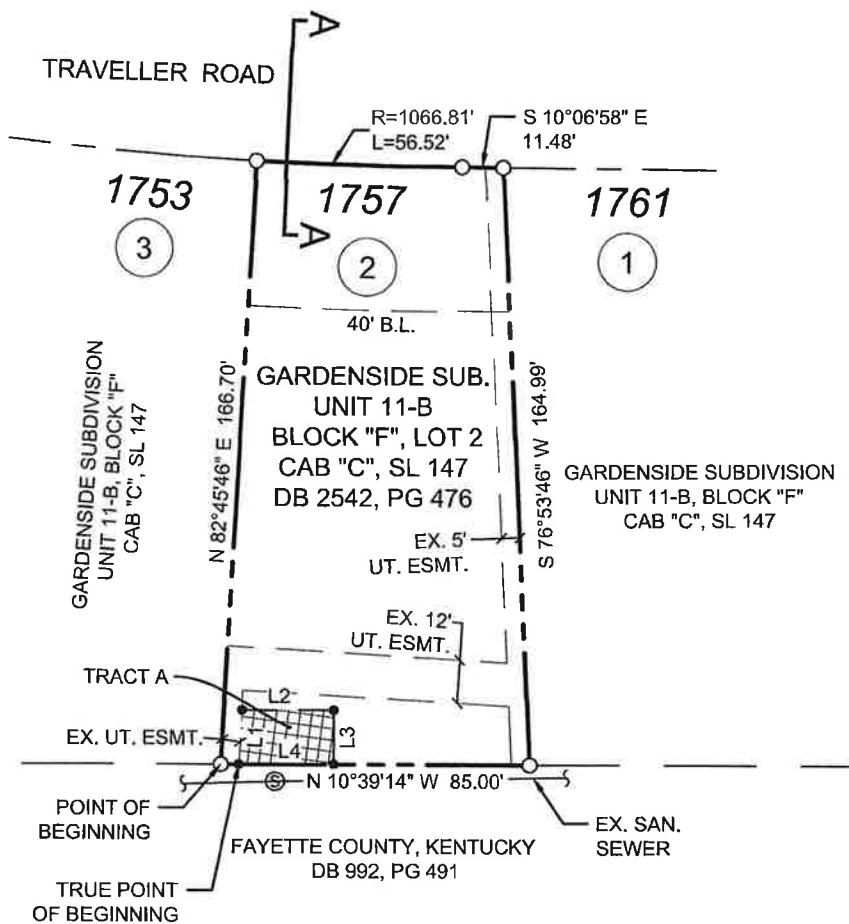 A
TRAVELLER ROAD
R=1066.81'
L=56.52'
S 10°06'58" E
11.48'
1753
1757
1761
3
2
1
A
40' B.L.
GARDENSIDE SUBDIVISION
UNIT 11-B, BLOCK "F"
CAB "C", SL 147
N 82°45'46" E 166.70'
GARDENSIDE SUB.
UNIT 11-B
BLOCK "F", LOT 2
CAB "C", SL 147
DB 2542, PG 476
S 76°53'46" W 164.99'
GARDENSIDE SUBDIVISION
UNIT 11-B, BLOCK "F"
CAB "C", SL 147
EX. 5'
UT. ESMT.
EX. 12'
UT. ESMT.
TRACT A
L2
EX. UT. ESMT.
L1
L4
L3
S
N 10°39'14" W 85.00'
POINT OF
BEGINNING
EX. SAN.
SEWER
FAYETTE COUNTY, KENTUCKY
DB 992, PG 491
TRUE POINT
OF BEGINNING